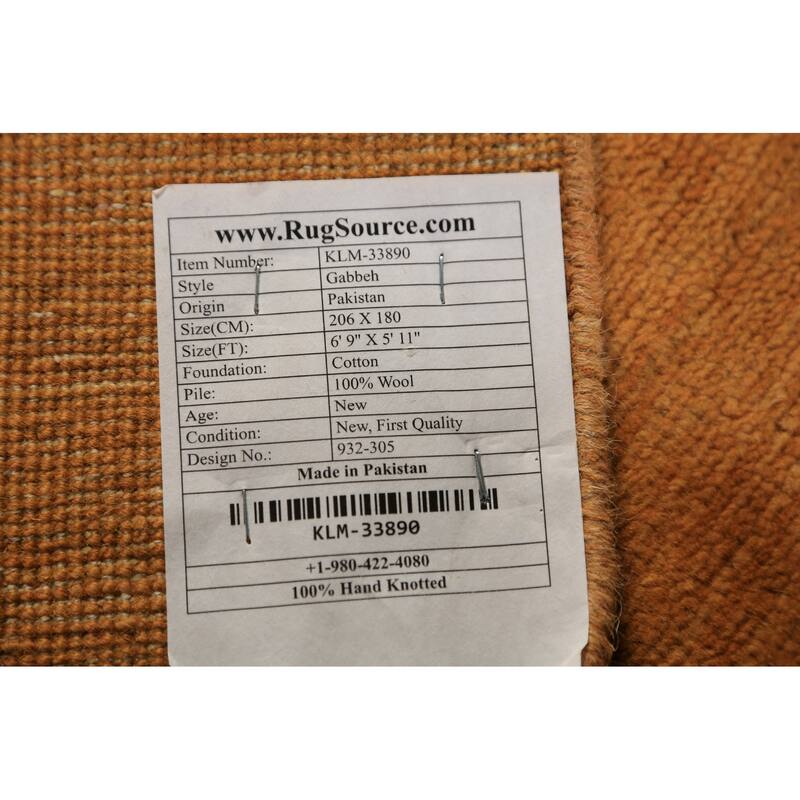 www.RugSource.com
Item Number: KLM-33890
Style Gabbeh
Origin Pakistan
Size(CM): 206 X 180
Size(FT): 6' 9" X 5' 11"
Foundation: Cotton
Pile: 100% Wool
Age: New
Condition: New, First Quality
Design No.: 932-305
Made in Pakistan
KLM-33890
+1-980-422-4080
100% Hand Knotted